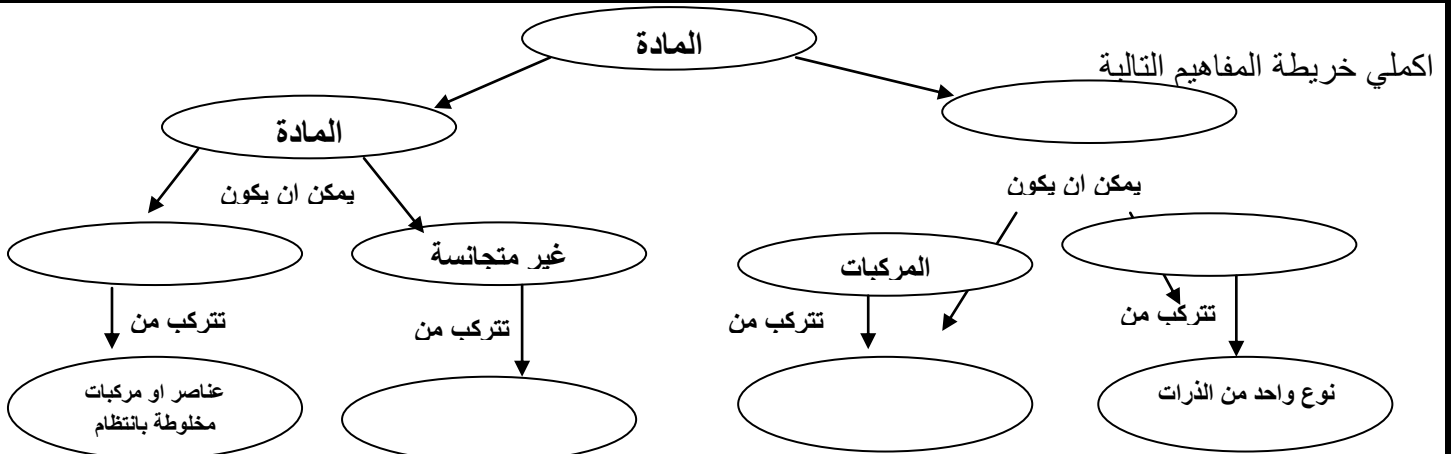 المادة
اكملي خريطة المفاهيم التالية
المادة
يمكن ان يكون
يمكن ان يكون
غير متجانسة
المركبات
تتركب من
تتركب من
تتركب من
تتركب من
نوع واحد من الذرات
عناصر او مركبات
مخلوطة بانتظام